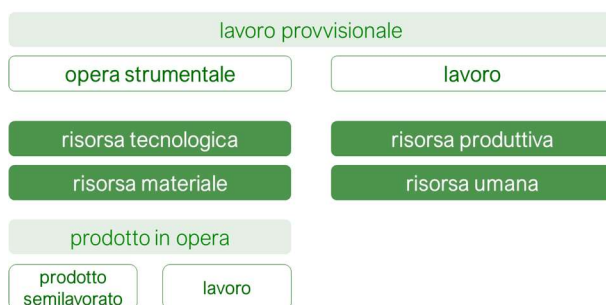 lavoro provvisionale
opera strumentale
lavoro
risorsa tecnologica
risorsa produttiva
risorsa materiale
risorsa umana
prodotto in opera
prodotto
semilavorato
lavoro